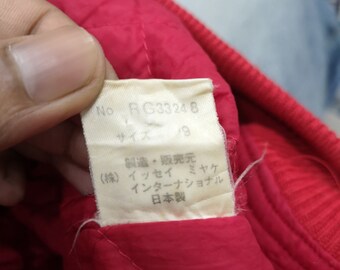 No RG33248
サイズ 9
製造・販売元
(株) イッセイ ミヤケ
インターナショナル
日本製